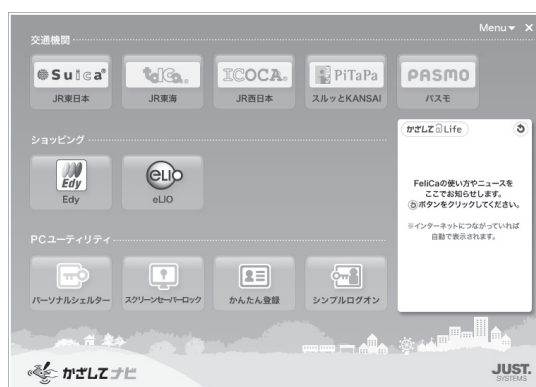 Menu▼ ×
交通機関
Suica
TOICA
ICOCA
PiTaPa
PASMO
JR東日本
JR東海
JR西日本
スルッとKANSAI
パスモ
ショッピング
Edy
eLIO
Edy
eLIO
かざしてLife
FeliCaの使い方やニュースを
ここでお知らせします。
ボタンをクリックしてください。
※インターネットにつながっていれば
自動で表示されます。
PCユーティリティ
パーソナルシェルター
スクリーンセーバーロック
かんたん登録
シンプルログオン
かざしてナビ
JUST.
SYSTEMS